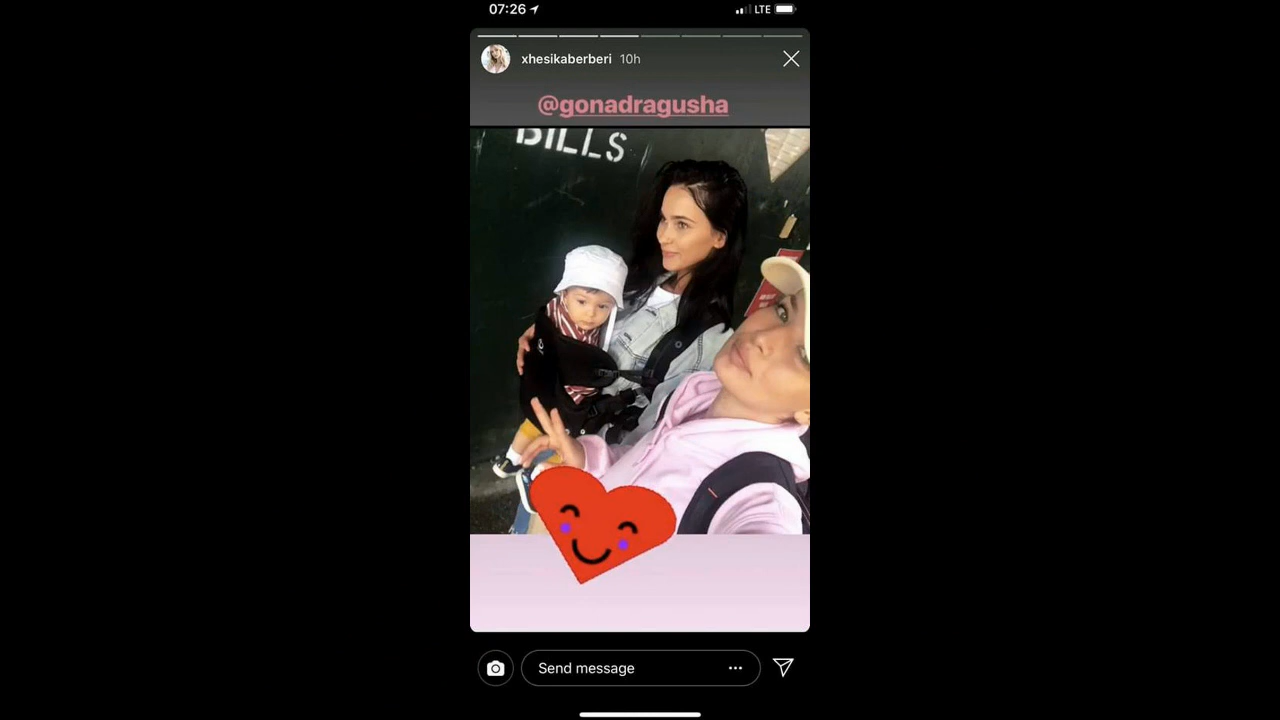 07:26
LTE
xhesikaberberi 10h
@gonadragusha
BILLS
Send message